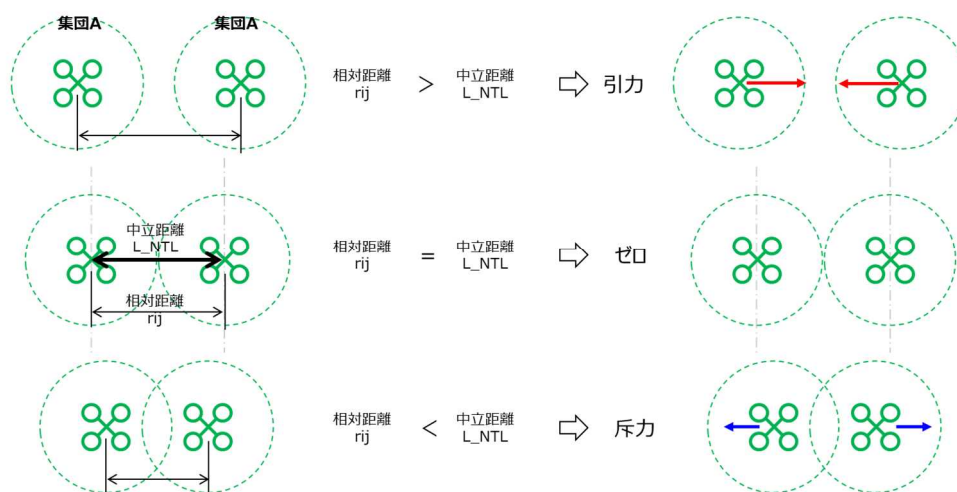 集団A 集団A
相対距離 rij > 中立距離 L_NTL 引力
中立距離
L_NTL
相対距離
rij
相対距離 rij = 中立距離 L_NTL ゼロ
相対距離 rij < 中立距離 L_NTL 斥力